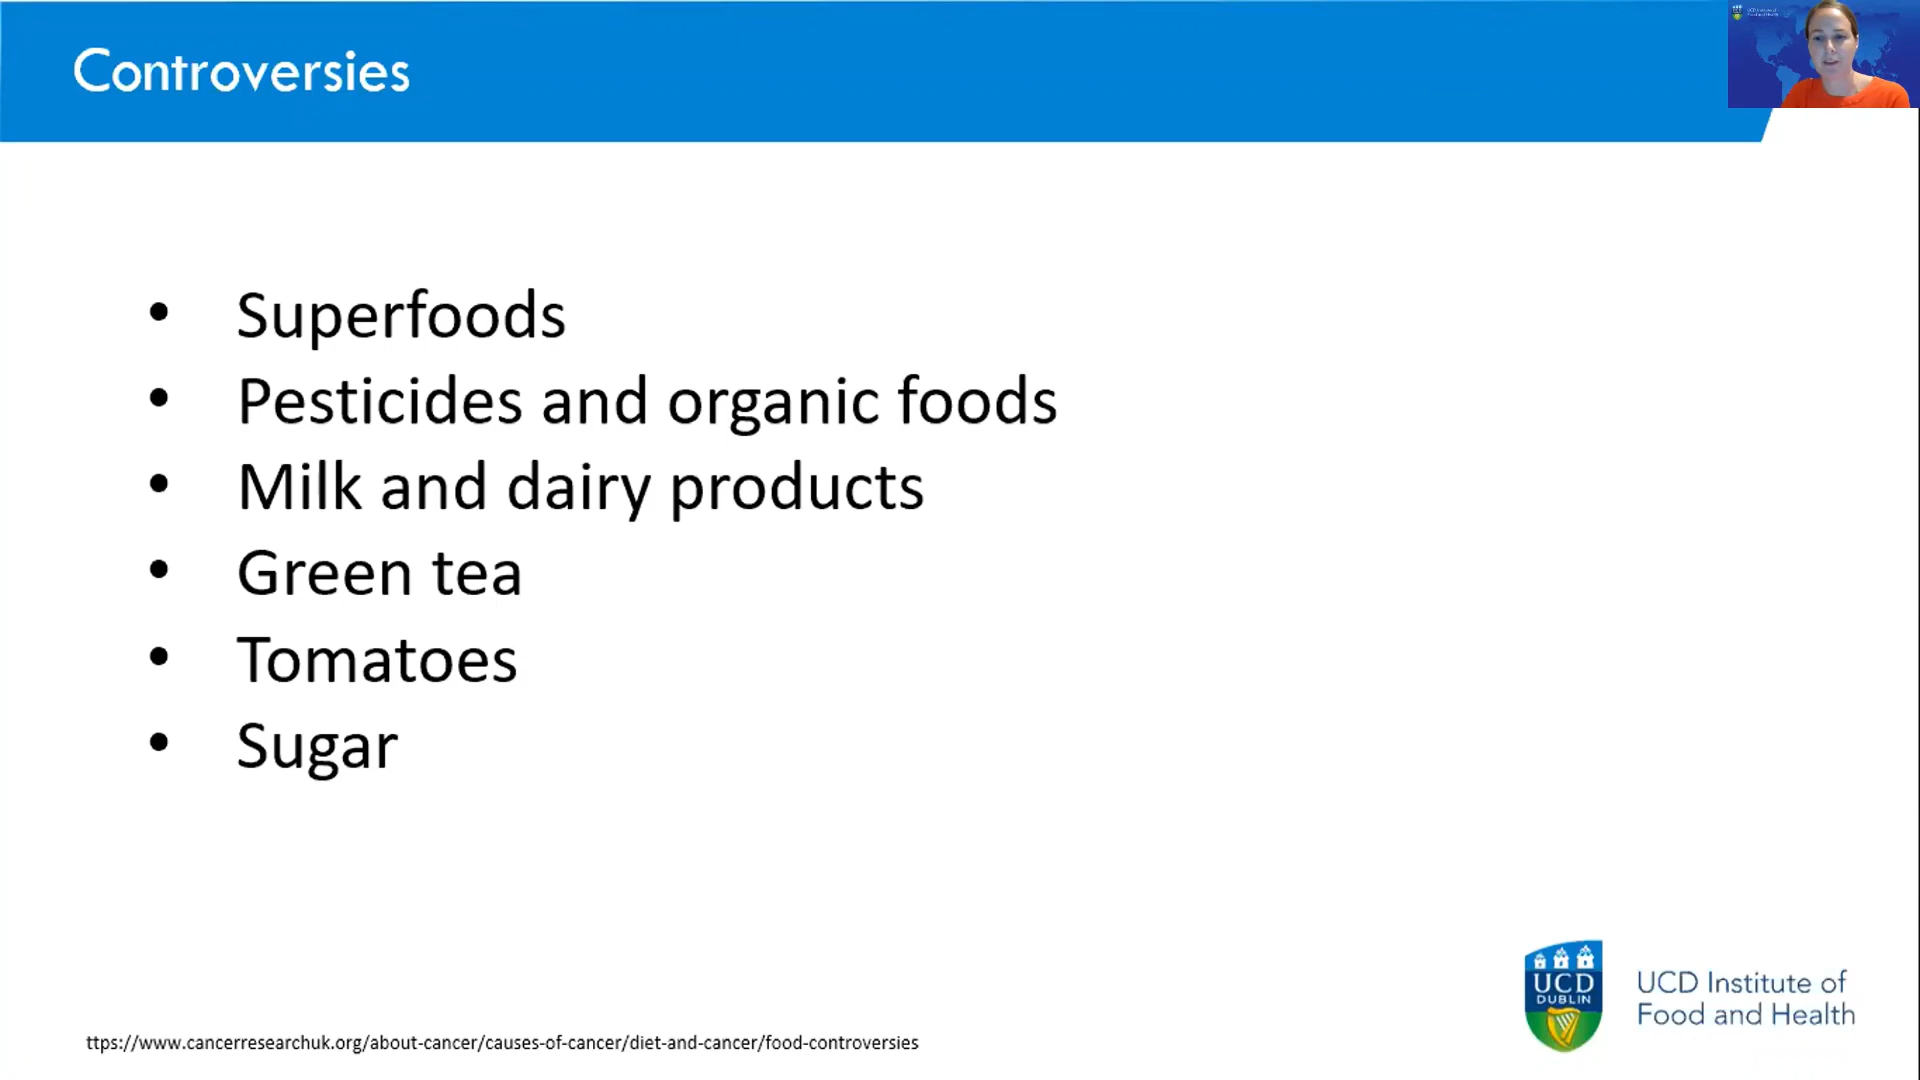 Controversies
• Superfoods
• Pesticides and organic foods
• Milk and dairy products
• Green tea
• Tomatoes
• Sugar
ttps://www.cancerresearchuk.org/about-cancer/causes-of-cancer/diet-and-cancer/food-controversies
UCD
DUBLIN
UCD Institute of
Food and Health